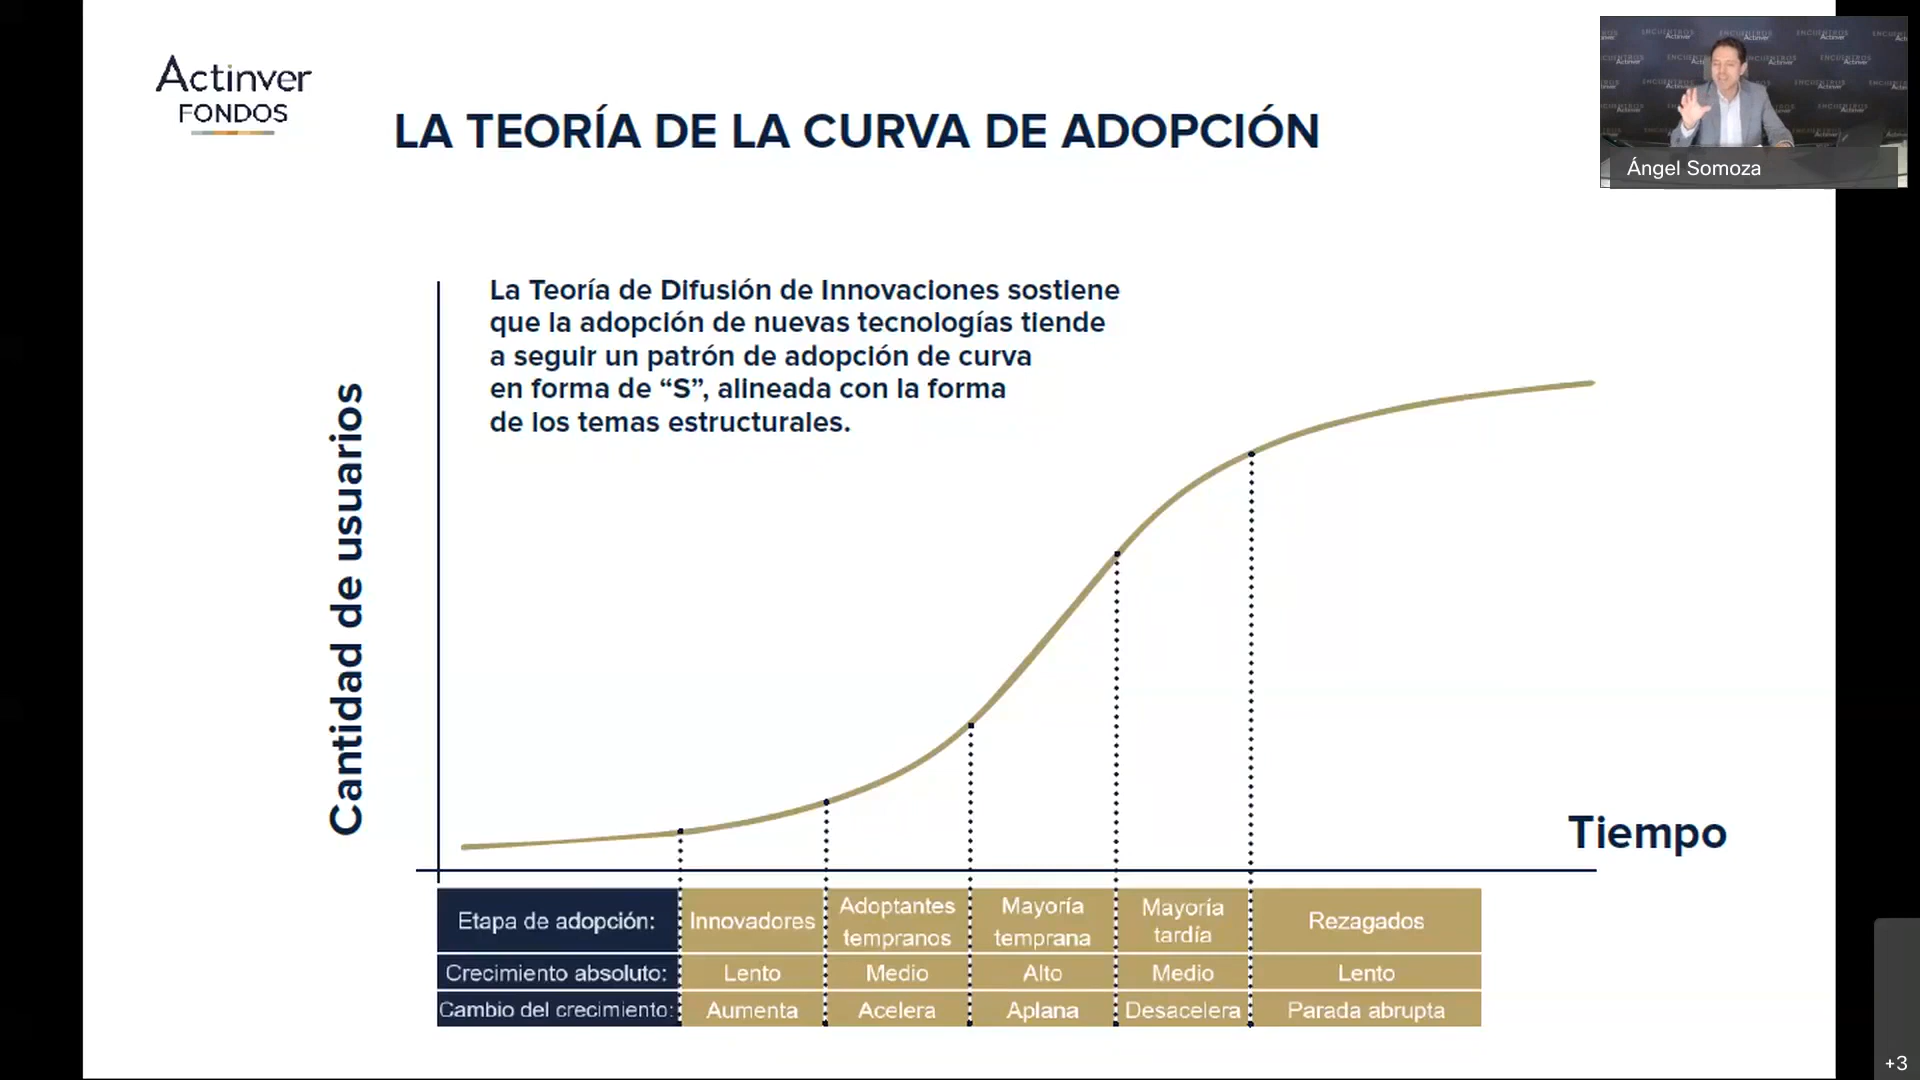 Actinver
FONDOS
LA TEORÍA DE LA CURVA DE ADOPCIÓN
Ángel Somoza
La Teoría de Difusión de Innovaciones sostiene
que la adopción de nuevas tecnologías tiende
a seguir un patrón de adopción de curva
en forma de “S”, alineada con la forma
de los temas estructurales.
Cantidad de usuarios
Tiempo
Etapa de adopción: Innovadores Adoptantes tempranos Mayoría temprana Mayoría tardía Rezagados
Crecimiento absoluto: Lento Medio Alto Medio Lento
Cambio del crecimiento: Aumenta Acelera Aplana Desacelera Parada abrupta
+3